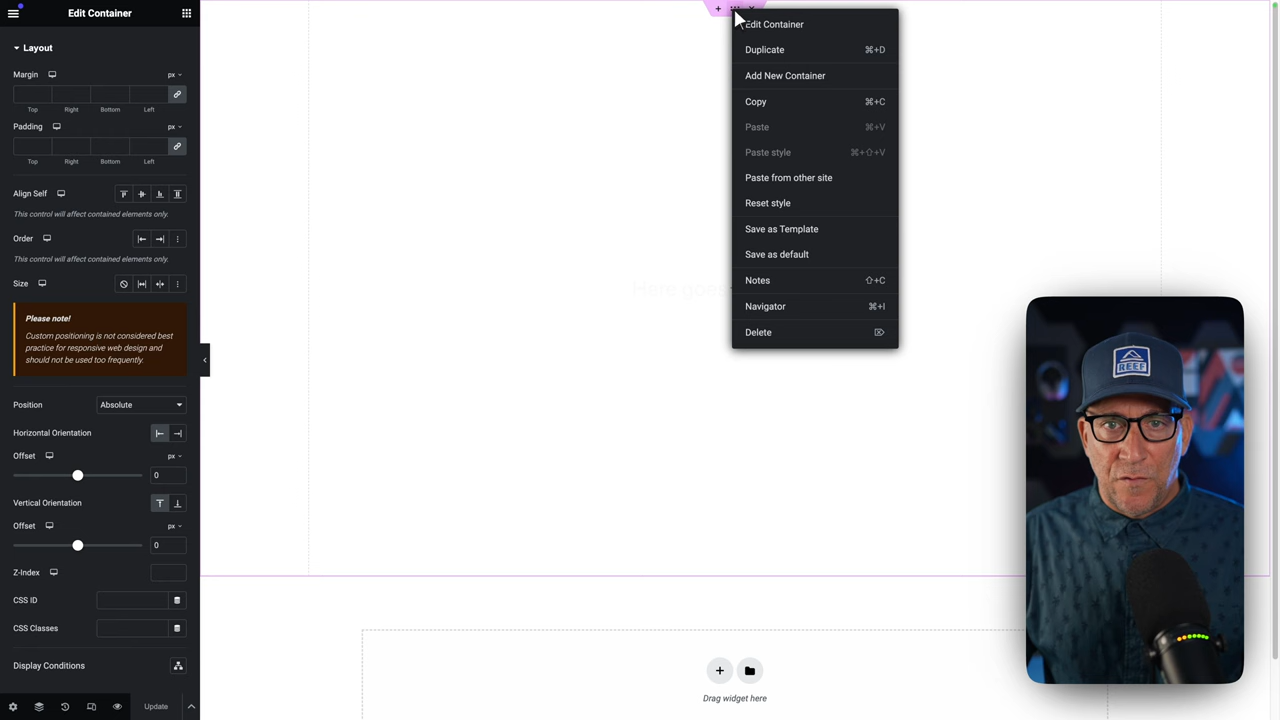 Edit Container
Layout
Margin px
Top Right Bottom Left
Padding px
Top Right Bottom Left
Align Self
This control will affect contained elements only.
Order
This control will affect contained elements only.
Size
Please note!
Custom positioning is not considered best
practice for responsive web design and
should not be used too frequently.
Position Absolute
Horizontal Orientation
Offset px
0
Vertical Orientation
Offset px
0
Z-Index
CSS ID
CSS Classes
Display Conditions
Update
Edit Container
Duplicate ⌘+D
Add New Container
Copy ⌘+C
Paste ⌘+V
Paste style ⌘+⇧+V
Paste from other site
Reset style
Save as Template
Save as default
Notes ⇧+C
Navigator ⌘+I
Delete ⌦
Here goes
Drag widget here
REEF